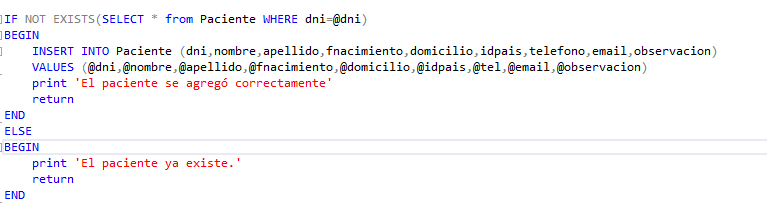 IF NOT EXISTS(SELECT * from Paciente WHERE dni=@dni)
BEGIN
    INSERT INTO Paciente (dni,nombre,apellido,fnacimiento,domicilio,idpais,telefono,email,observacion)
    VALUES (@dni,@nombre,@apellido,@fnacimiento,@domicilio,@idpais,@tel,@email,@observacion)
    print 'El paciente se agregó correctamente'
    return
END
ELSE
BEGIN
    print 'El paciente ya existe.'
    return
END